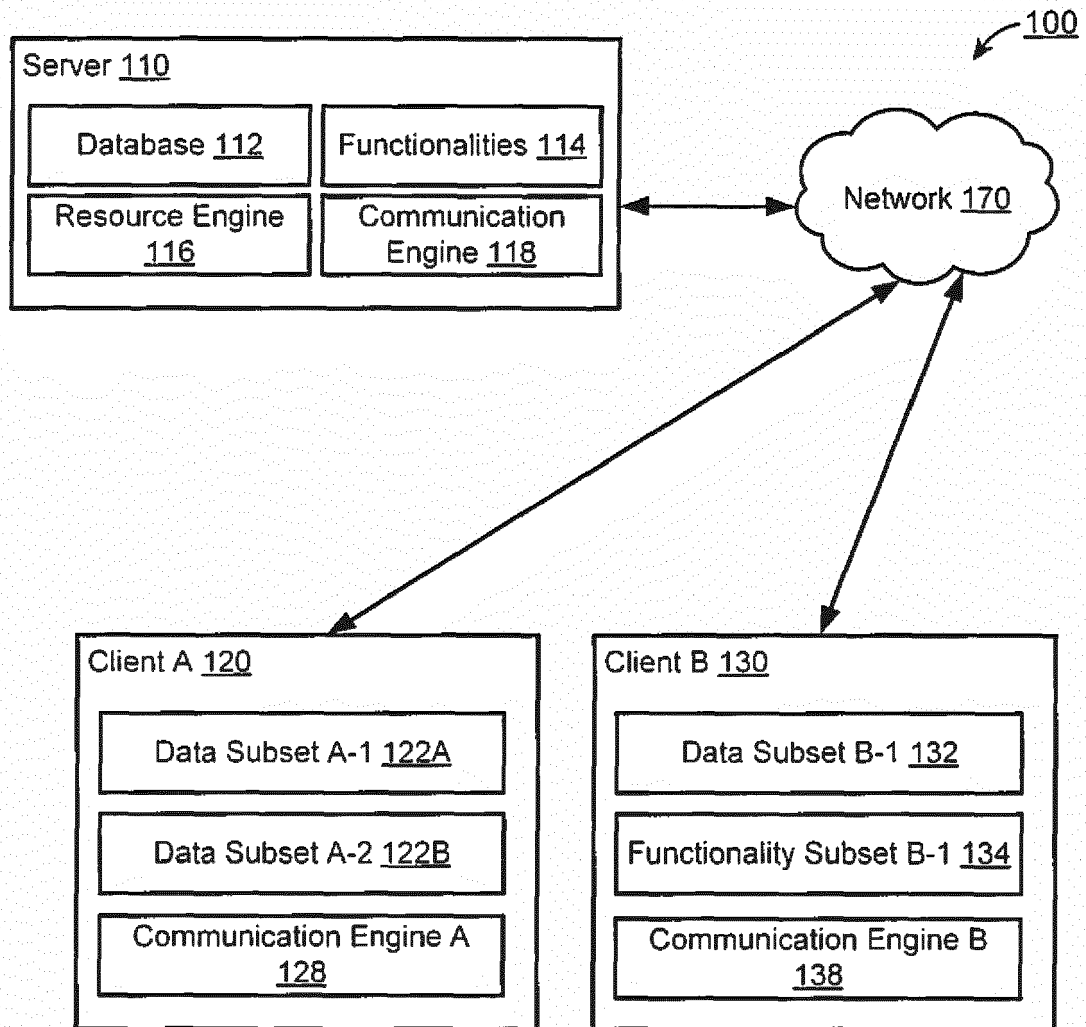 100
Server 110
Database 112
Functionalities 114
Resource Engine
116
Communication
Engine 118
Network 170
Client A 120
Data Subset A-1 122A
Data Subset A-2 122B
Communication Engine A
128
Client B 130
Data Subset B-1 132
Functionality Subset B-1 134
Communication Engine B
138